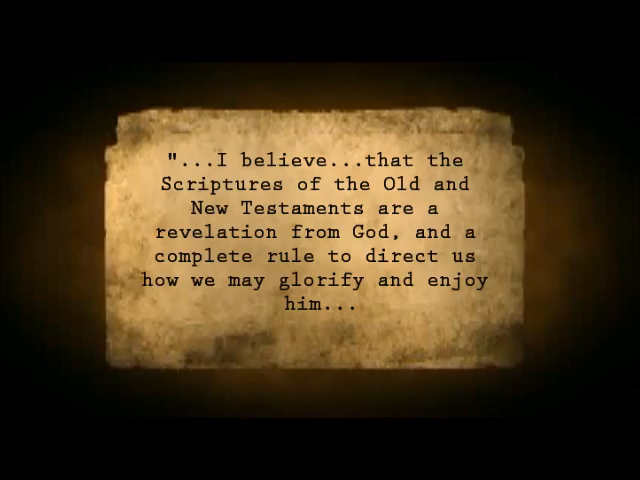 "...I believe...that the
Scriptures of the Old and
New Testaments are a
revelation from God, and a
complete rule to direct us
how we may glorify and enjoy
him...